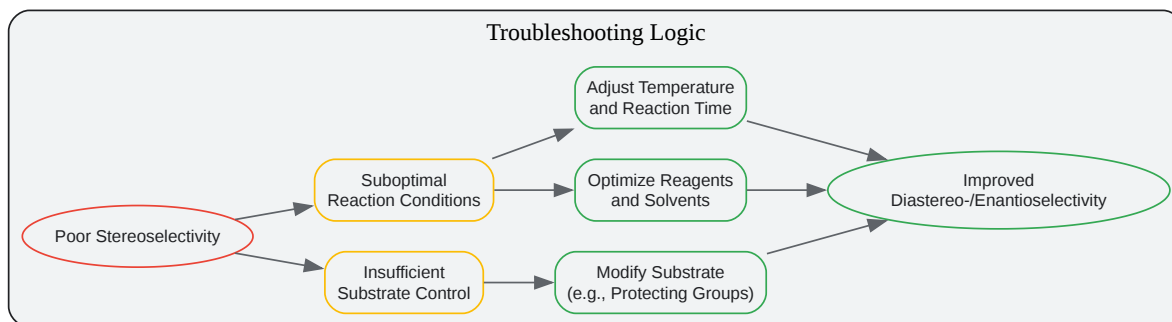 Troubleshooting Logic
Poor Stereoselectivity
Suboptimal
Reaction Conditions
Insufficient
Substrate Control
Adjust Temperature
and Reaction Time
Optimize Reagents
and Solvents
Modify Substrate
(e.g., Protecting Groups)
Improved
Diastereo-/Enantioselectivity